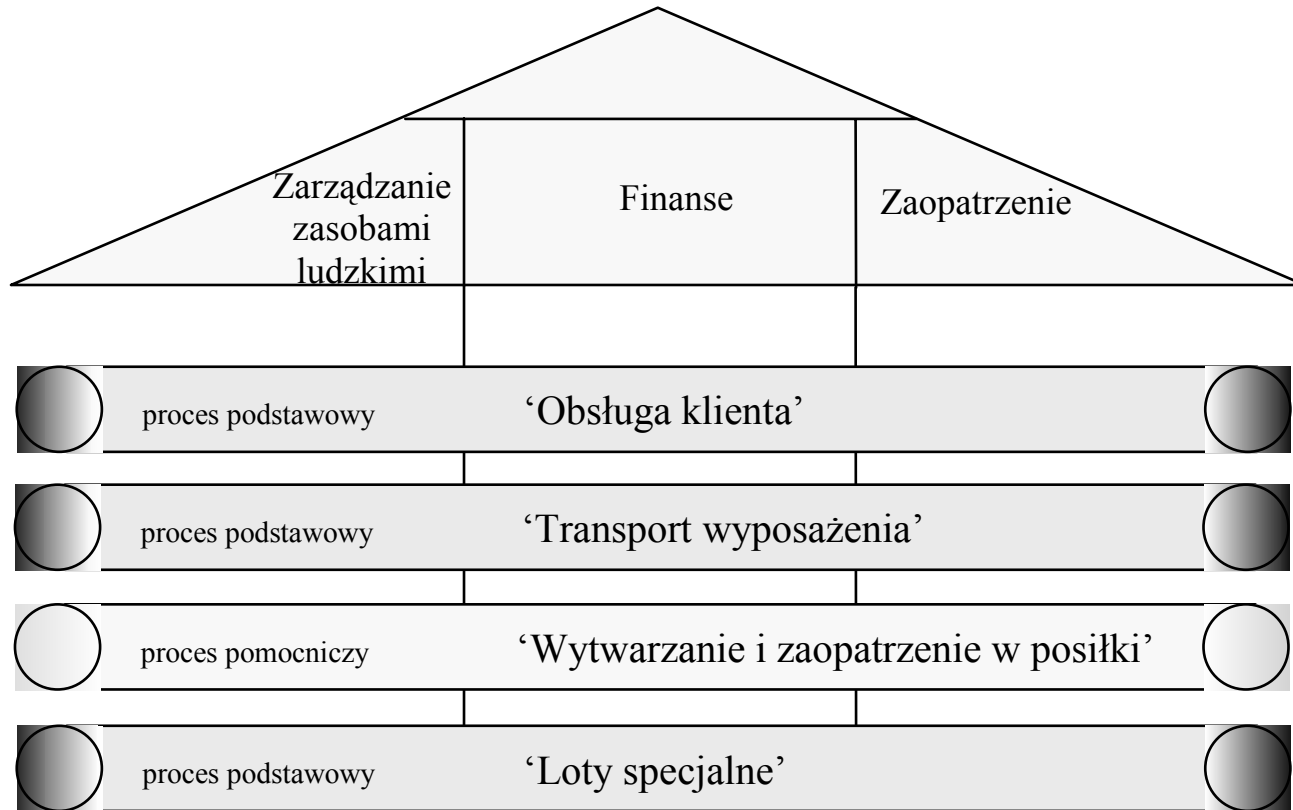 Zarządzanie
zasobami
ludzkimi
Finanse
Zaopatrzenie
proces podstawowy ‘Obsługa klienta’
proces podstawowy ‘Transport wyposażenia’
proces pomocniczy ‘Wytwarzanie i zaopatrzenie w posiłki’
proces podstawowy ‘Loty specjalne’